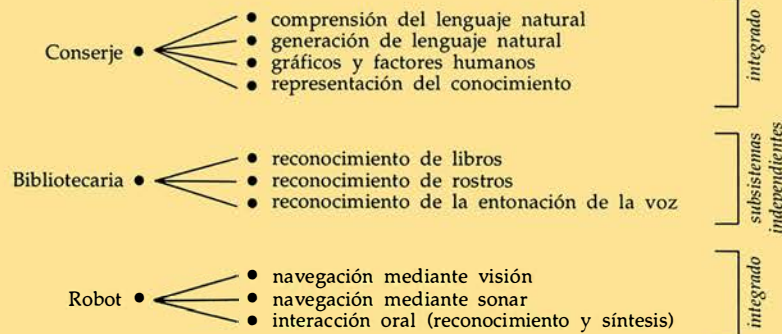 Conserje
• comprensión del lenguaje natural
• generación de lenguaje natural
• gráficos y factores humanos
• representación del conocimiento
integrado
Bibliotecaria
• reconocimiento de libros
• reconocimiento de rostros
• reconocimiento de la entonación de la voz
subsistemas
independientes
Robot
• navegación mediante visión
• navegación mediante sonar
• interacción oral (reconocimiento y síntesis)
integrado